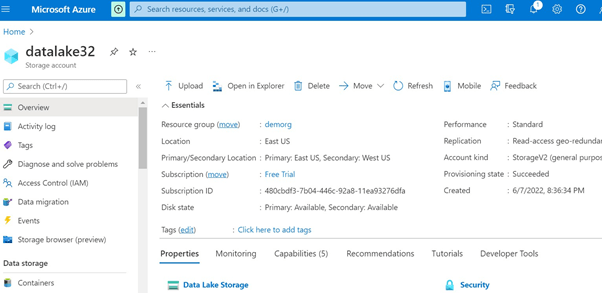 Microsoft Azure
Search resources, services, and docs (G+/)
1
Home
datalake32
Storage account
Search (Ctrl+/)
Upload Open in Explorer Delete Move Refresh Mobile Feedback
Overview
Activity log
Tags
Diagnose and solve problems
Access Control (IAM)
Data migration
Events
Storage browser (preview)
Data storage
Containers
Essentials
Resource group (move) : demorg
Location : East US
Primary/Secondary Location : Primary: East US, Secondary: West US
Subscription (move) : Free Trial
Subscription ID : 480cbdf3-7b04-446c-92a8-11ea93276dfa
Disk state : Primary: Available, Secondary: Available
Tags (edit) : Click here to add tags
Performance : Standard
Replication : Read-access geo-redundan
Account kind : StorageV2 (general purpos
Provisioning state : Succeeded
Created : 6/7/2022, 8:36:34 PM
Properties Monitoring Capabilities (5) Recommendations Tutorials Developer Tools
Data Lake Storage
Security